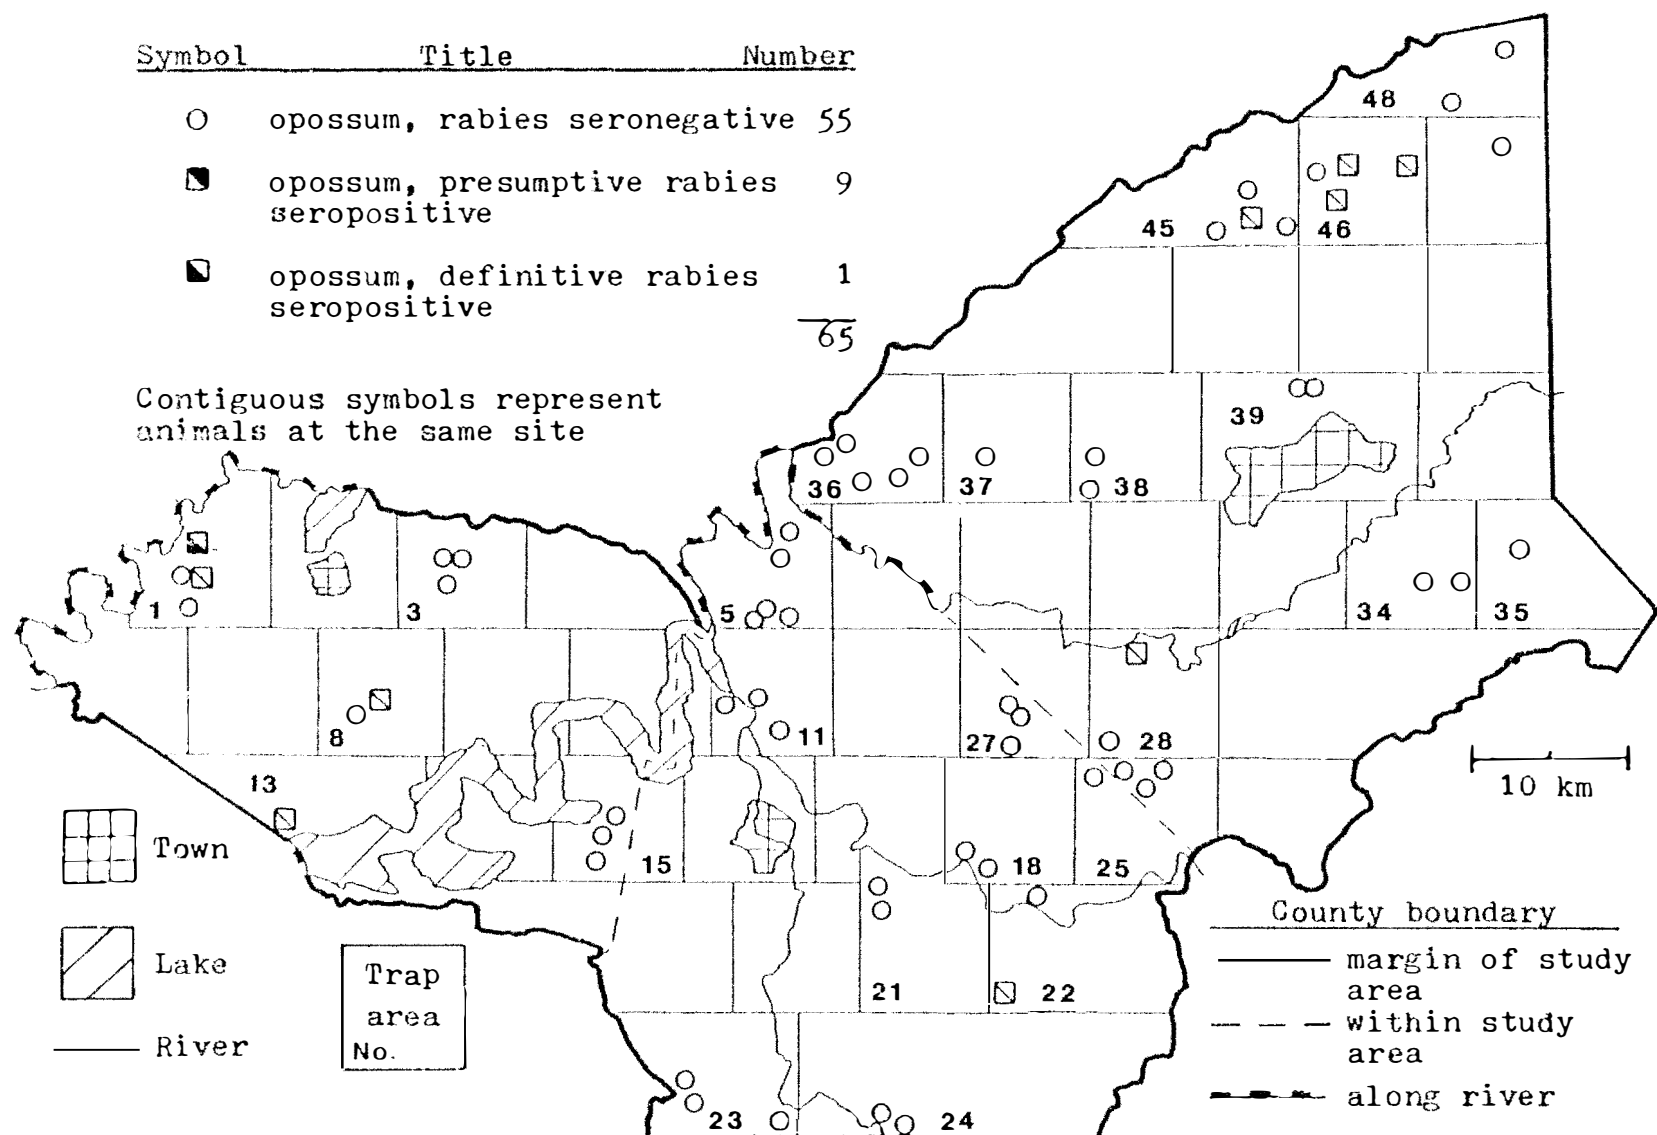 Symbol Title Number
opossum, rabies seronegative 55
opossum, presumptive rabies 9
seropositive
opossum, definitive rabies 1
seropositive
65
Contiguous symbols represent
animals at the same site
48
45 46
39
36 37 38
1 3 5 34 35
8 11 27 28
13
15 18 25
21 22
23 24
10 km
Town
Lake
River
Trap
area
No.
County boundary
margin of study
area
within study
area
along river